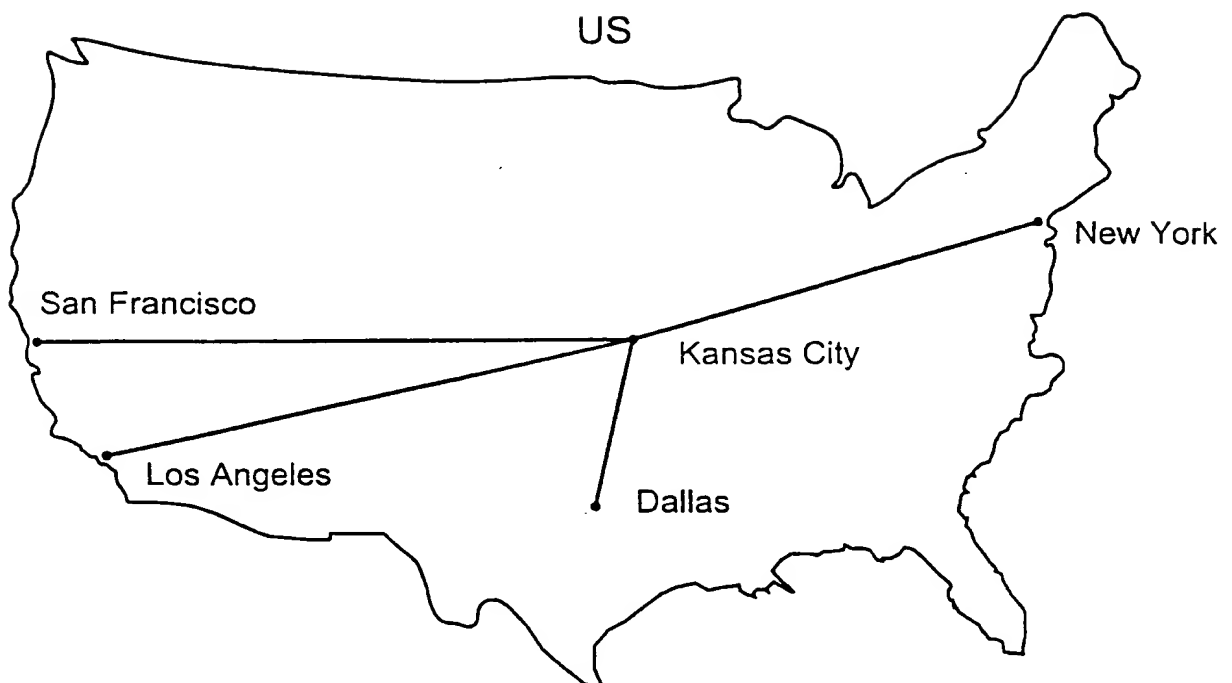 US
New York
San Francisco
Kansas City
Los Angeles
Dallas